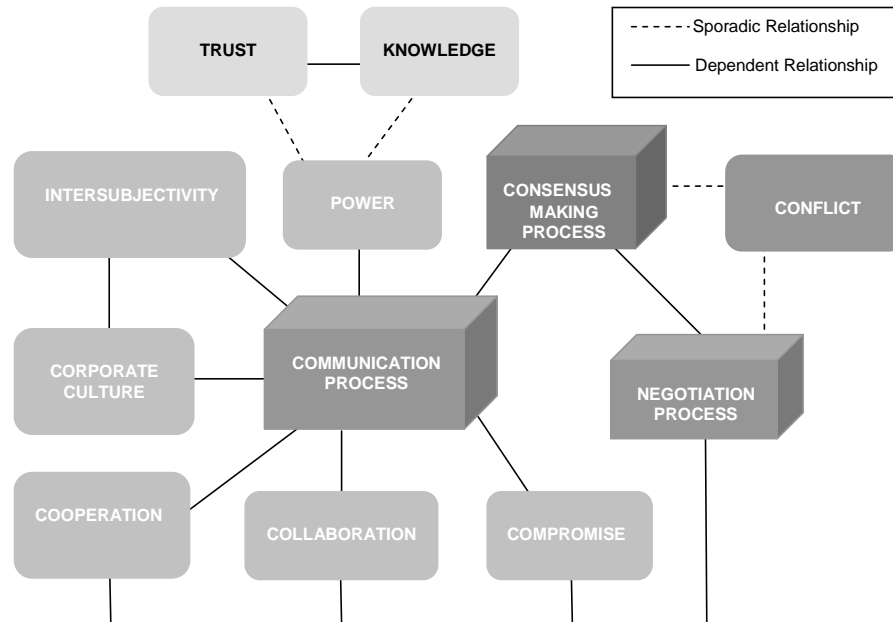 TRUST
KNOWLEDGE
Sporadic Relationship
Dependent Relationship
INTERSUBJECTIVITY
POWER
CONSENSUS
MAKING
PROCESS
CONFLICT
CORPORATE
CULTURE
COMMUNICATION
PROCESS
NEGOTIATION
PROCESS
COOPERATION
COLLABORATION
COMPROMISE